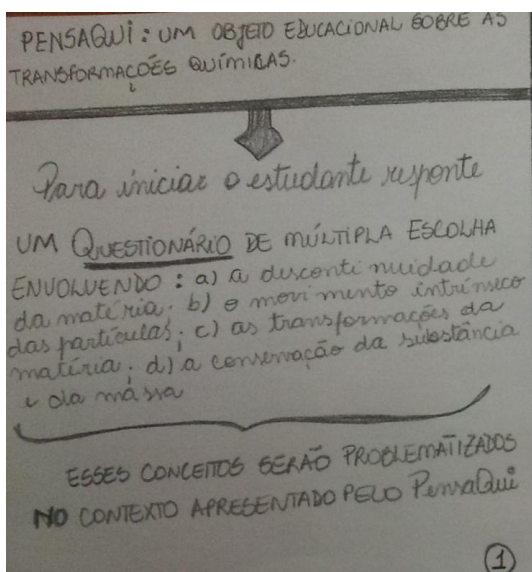 PENSAQUI: UM OBJETO EDUCACIONAL SOBRE AS
TRANSFORMAÇÕES QUÍMICAS.
Para iniciar o estudante responte
UM QUESTIONÁRIO DE MÚLTIPLA ESCOLHA
ENVOLVENDO: a) a descontinuidade
da matéria; b) o movimento intrínseco
das partículas; c) as transformações da
matéria; d) a conservação da substância
e da massa
ESSES CONCEITOS SERÃO PROBLEMATIZADOS
NO CONTEXTO APRESENTADO PELO PensaQui
1